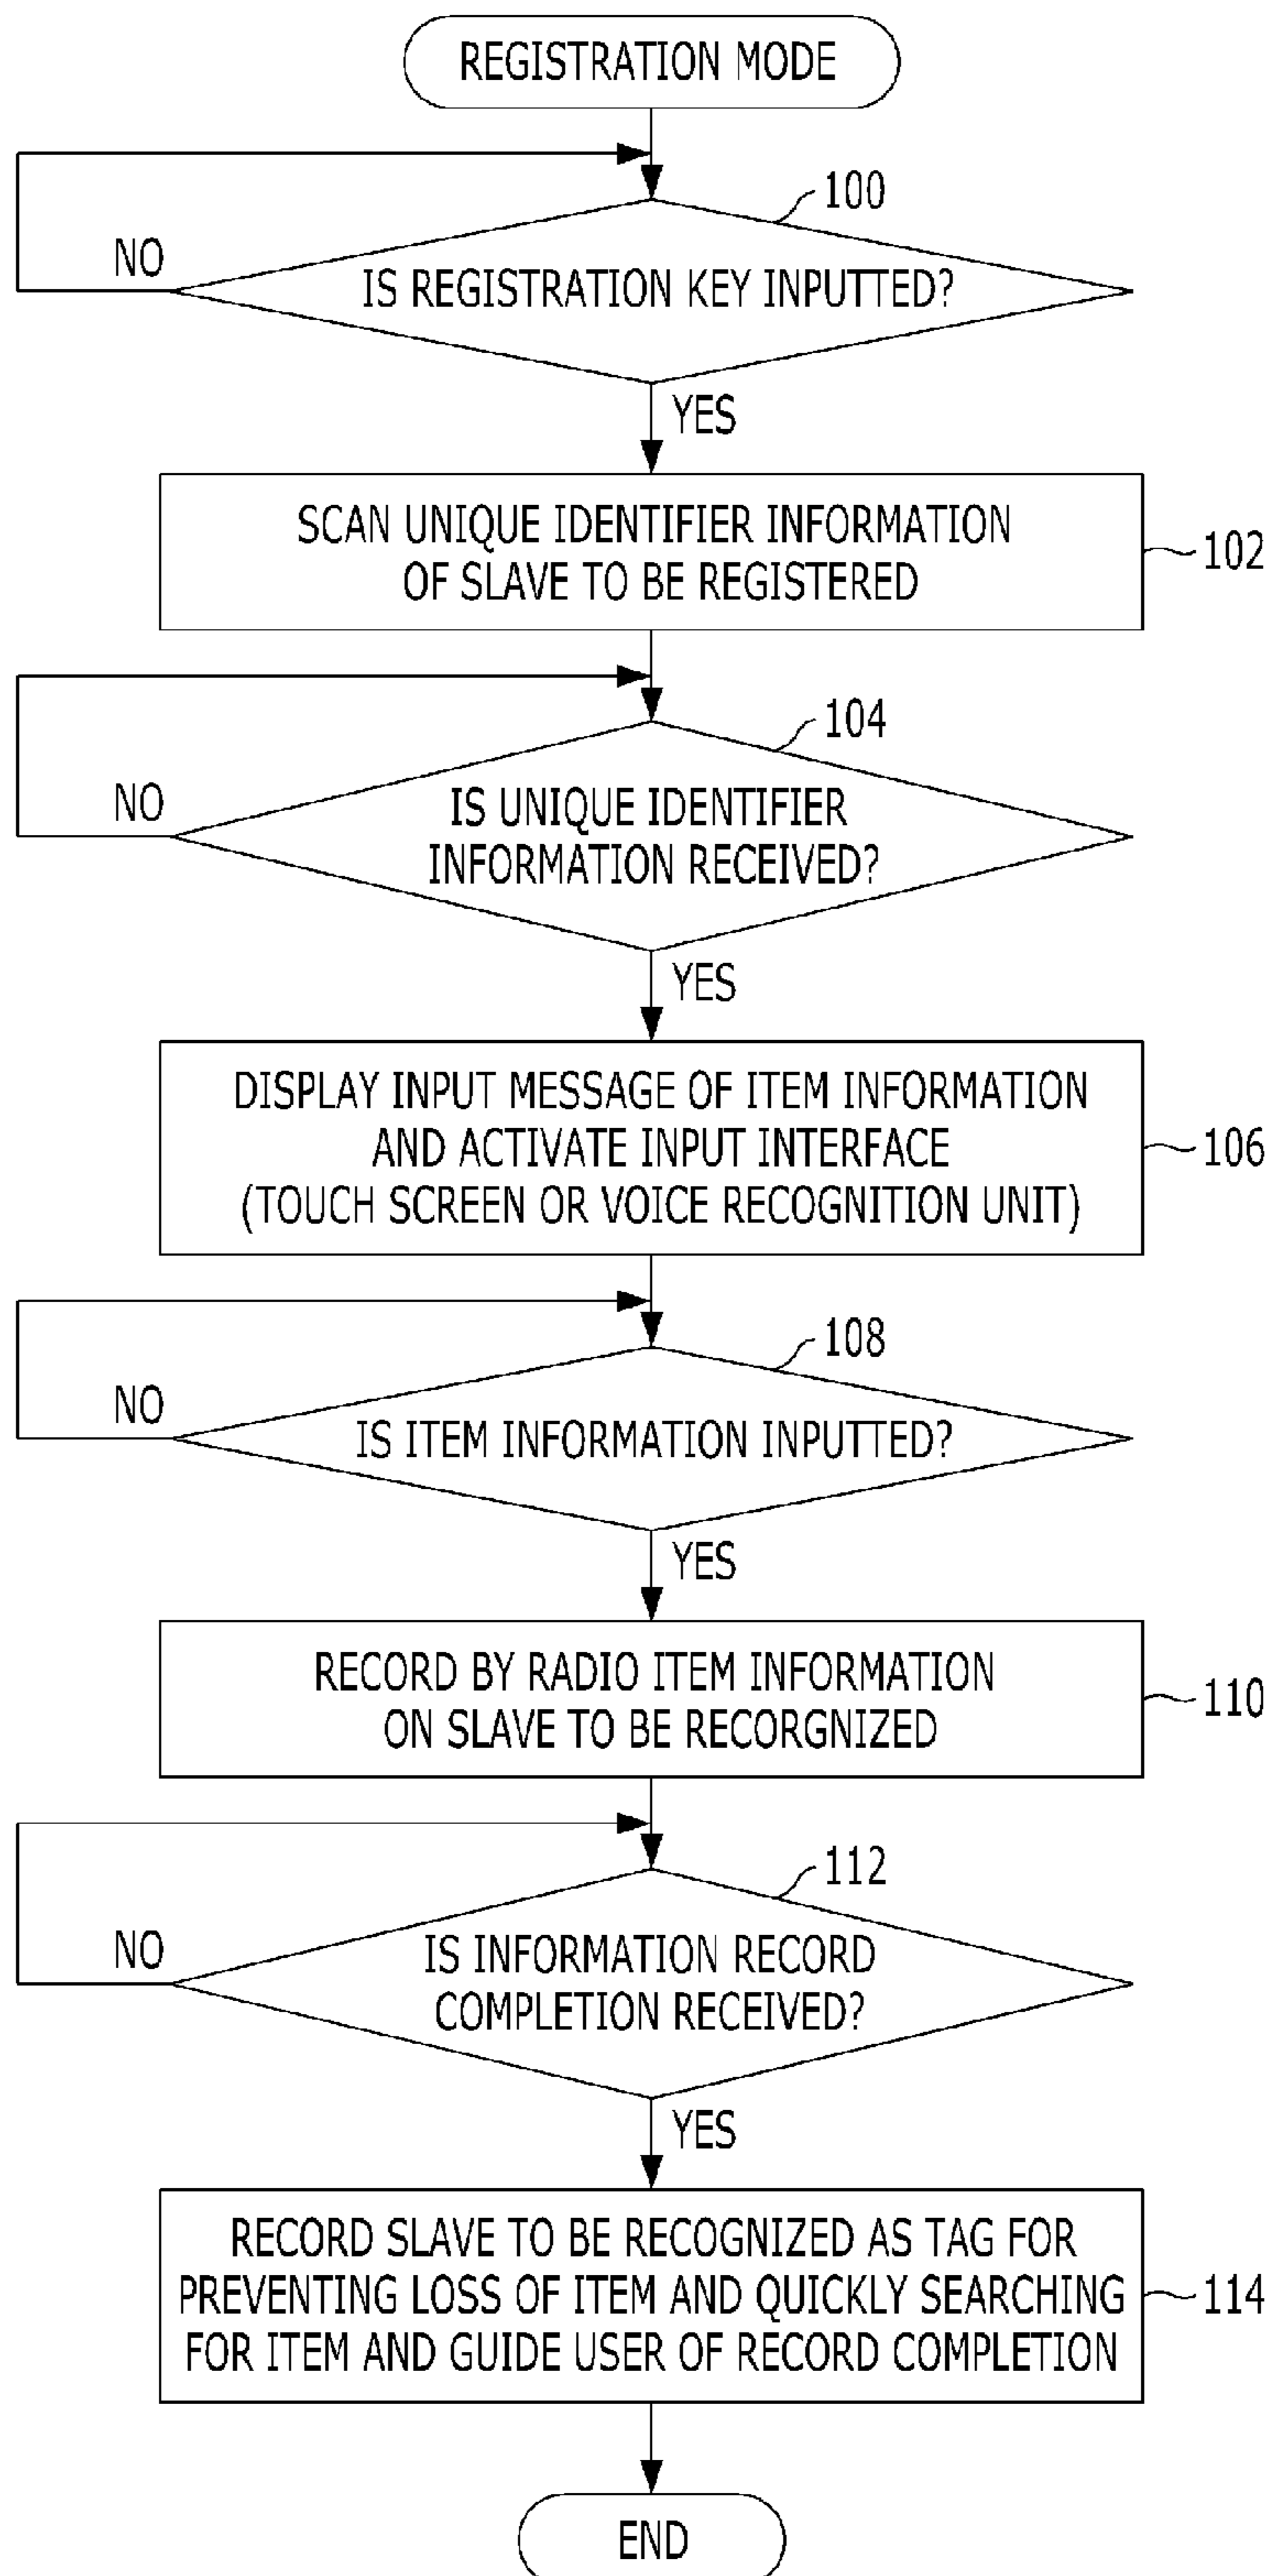 REGISTRATION MODE
100
NO
IS REGISTRATION KEY INPUTTED?
YES
SCAN UNIQUE IDENTIFIER INFORMATION
OF SLAVE TO BE REGISTERED
102
104
NO
IS UNIQUE IDENTIFIER
INFORMATION RECEIVED?
YES
DISPLAY INPUT MESSAGE OF ITEM INFORMATION
AND ACTIVATE INPUT INTERFACE
(TOUCH SCREEN OR VOICE RECOGNITION UNIT)
106
108
NO
IS ITEM INFORMATION INPUTTED?
YES
RECORD BY RADIO ITEM INFORMATION
ON SLAVE TO BE RECORGNIZED
110
112
NO
IS INFORMATION RECORD
COMPLETION RECEIVED?
YES
RECORD SLAVE TO BE RECOGNIZED AS TAG FOR
PREVENTING LOSS OF ITEM AND QUICKLY SEARCHING
FOR ITEM AND GUIDE USER OF RECORD COMPLETION
114
END